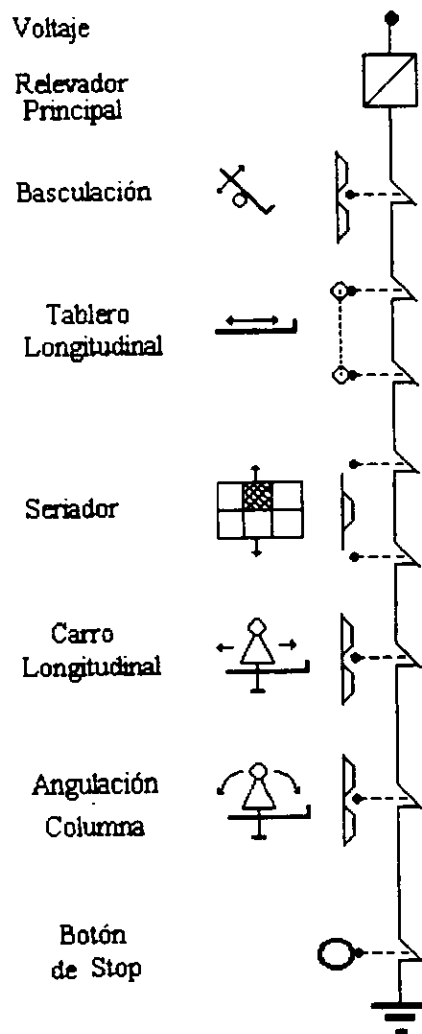 Voltaje
Relevador
Principal
Basculación
Tablero
Longitudinal
Seriador
Carro
Longitudinal
Angulación
Columna
Botón
de Stop